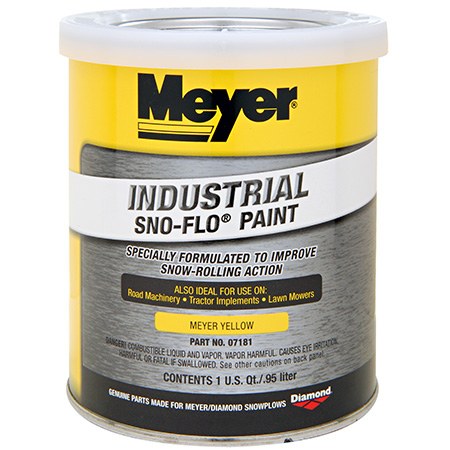 Meyer®
INDUSTRIAL
SNO-FLO® PAINT
SPECIALLY FORMULATED TO IMPROVE
SNOW-ROLLING ACTION
ALSO IDEAL FOR USE ON:
Road Machinery • Tractor Implements • Lawn Mowers
MEYER YELLOW
PART NO. 07181
DANGER! COMBUSTIBLE LIQUID AND VAPOR. VAPOR HARMFUL. CAUSES EYE IRRITATION.
HARMFUL OR FATAL IF SWALLOWED. See other cautions on back panel.
CONTENTS 1 U.S. Qt./.95 liter
GENUINE PARTS MADE FOR MEYER/DIAMOND SNOWPLOWS
Diamond